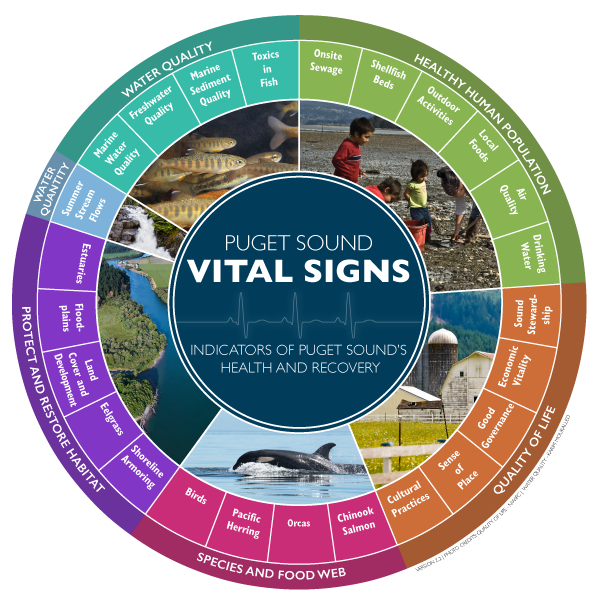 PUGET SOUND
VITAL SIGNS
INDICATORS OF PUGET SOUND'S
HEALTH AND RECOVERY
HEALTHY HUMAN POPULATION
Onsite
Sewage
Shellfish
Beds
Outdoor
Activities
Local
Foods
Air
Quality
Drinking
Water
QUALITY OF LIFE
Sound
Steward-
ship
Economic
Vitality
Good
Governance
Sense
of
Place
Cultural
Practices
SPECIES AND FOOD WEB
Chinook
Salmon
Orcas
Pacific
Herring
Birds
PROTECT AND RESTORE HABITAT
Shoreline
Armoring
Eelgrass
Land
Cover and
Development
Flood-
plains
Estuaries
WATER
QUANTITY
Summer
Stream
Flows
WATER QUALITY
Marine
Water
Quality
Freshwater
Quality
Marine
Sediment
Quality
Toxics
in
Fish